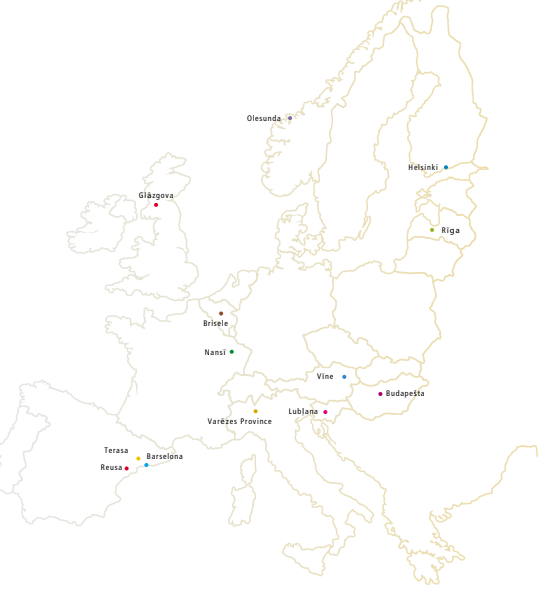 Olesunda
Helsinki
Glāzgova
Rīga
Brisele
Nansī
Vīne
Budapešta
Lubļana
Varēzes Province
Terasa
Barselona
Reusa